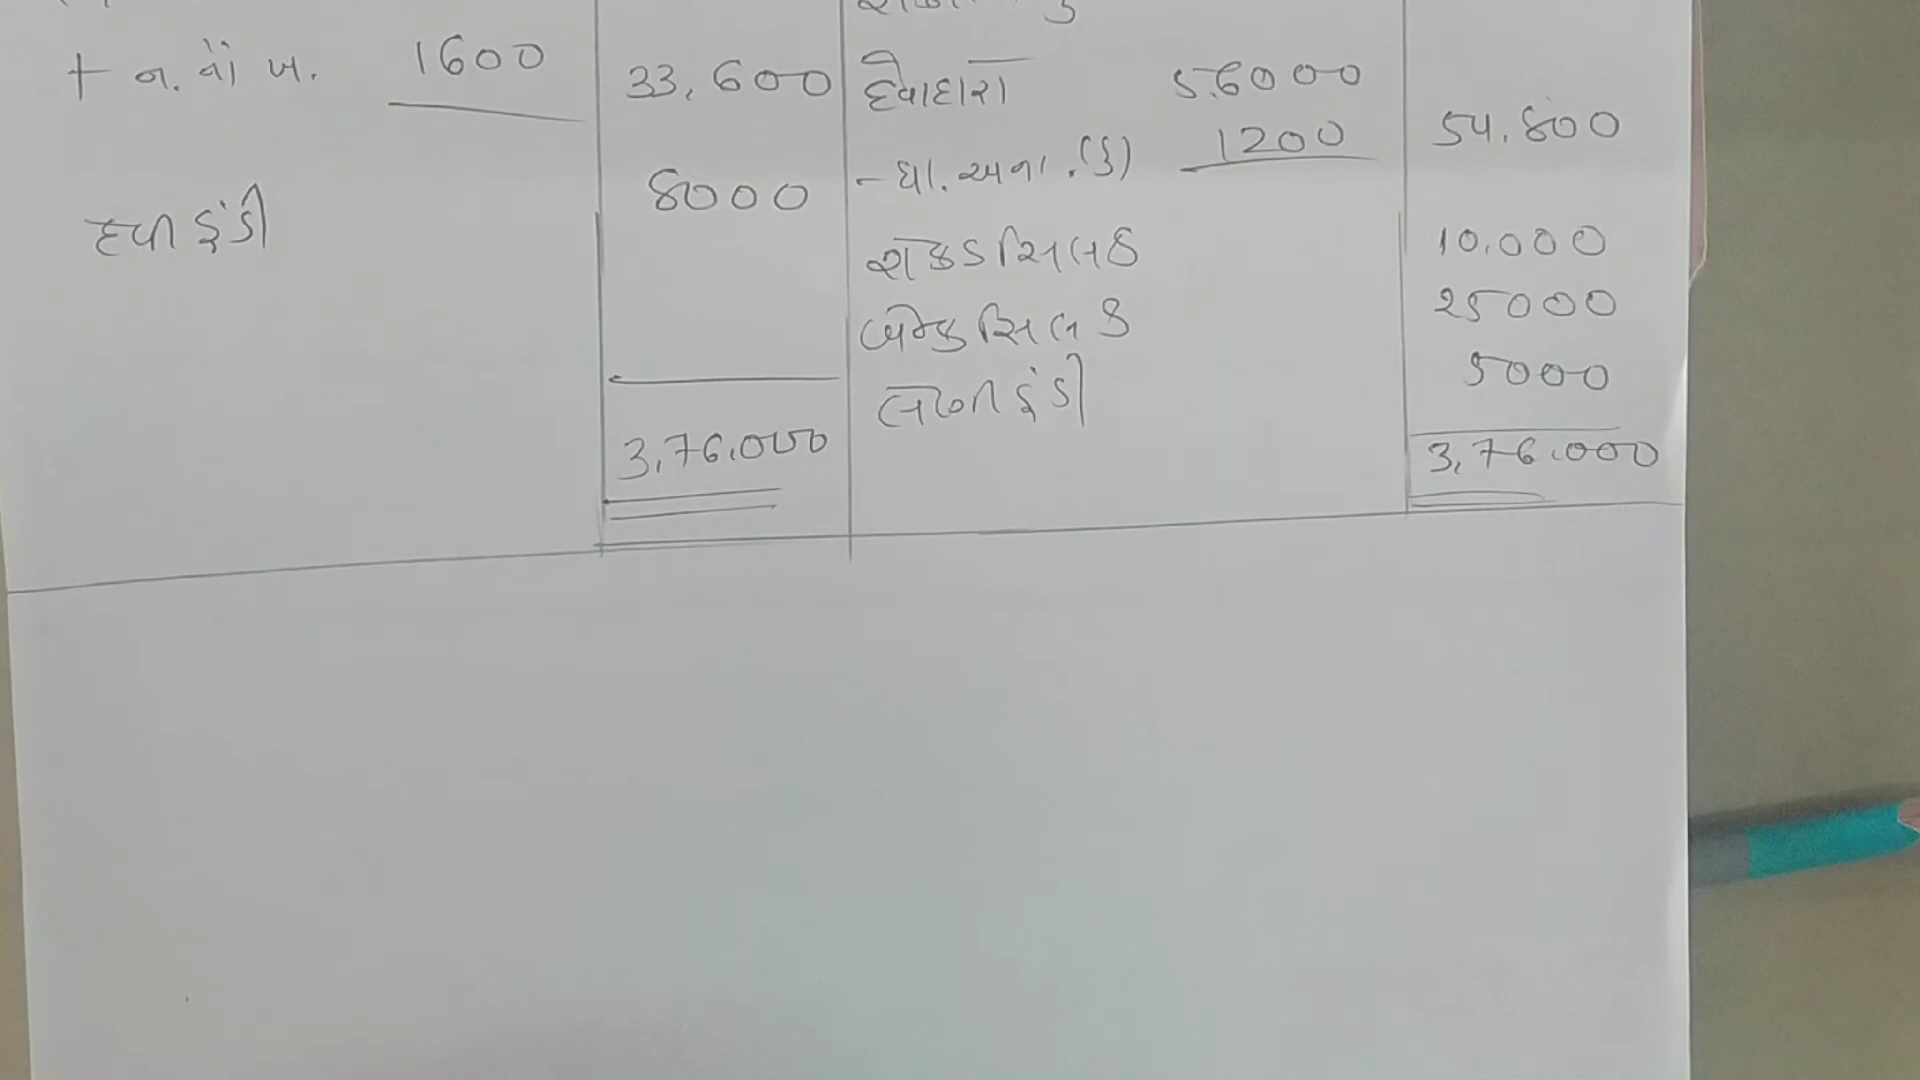 + ન. નોં ખ. 1600 33,600
દેવાદારો 56000
- ઘા. અના. (ડું) 1200 54,800
દેવી હૂંડી 8000
રોકડ સિલક 10,000
બેન્ક સિલક 25000
લેણી હૂંડી 5000
3,76,000
3,76,000